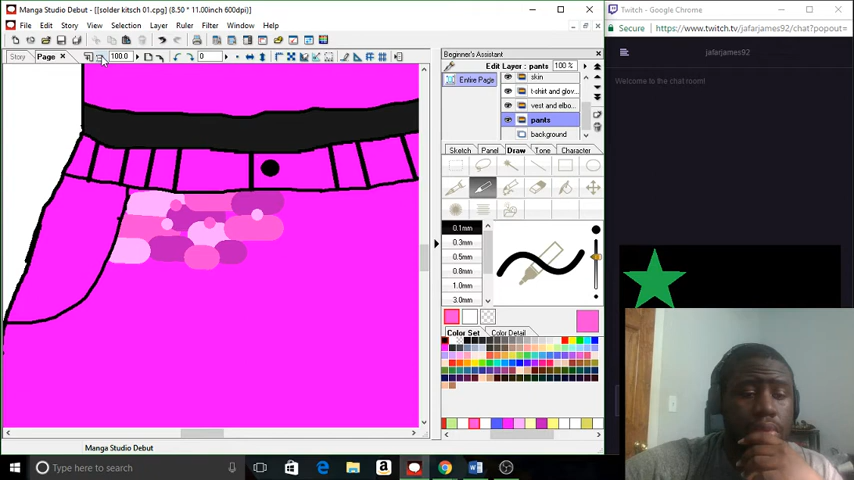 Manga Studio Debut - [[solder kitsch 01.cpg] (8.50 * 11.00inch 600dpi)]
Twitch - Google Chrome
File Edit Story View Selection Layer Ruler Filter Window Help
Secure https://www.twitch.tv/jafarjames92/chat?popout=
Story Page 100.0 0
Beginner's Assistant
jafarjames92
Edit Layer : pants 100 %
Entire Page
skin
t-shirt and glov...
vest and elbo...
pants
background
Welcome to the chat room!
Sketch Panel Draw Tone Character
0.1mm
0.3mm
0.5mm
0.8mm
1.0mm
3.0mm
Color Set Color Detail
Manga Studio Debut
Type here to search